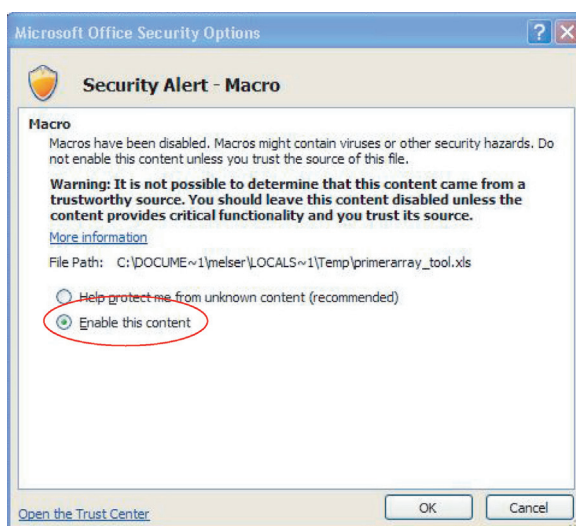 Microsoft Office Security Options
Security Alert - Macro
Macro
Macros have been disabled. Macros might contain viruses or other security hazards. Do
not enable this content unless you trust the source of this file.
Warning: It is not possible to determine that this content came from a
trustworthy source. You should leave this content disabled unless the
content provides critical functionality and you trust its source.
More information
File Path: C:\DOCUME~1\melser\LOCALS~1\Temp\primerarray_tool.xls
Help protect me from unknown content (recommended)
Enable this content
Open the Trust Center
OK
Cancel